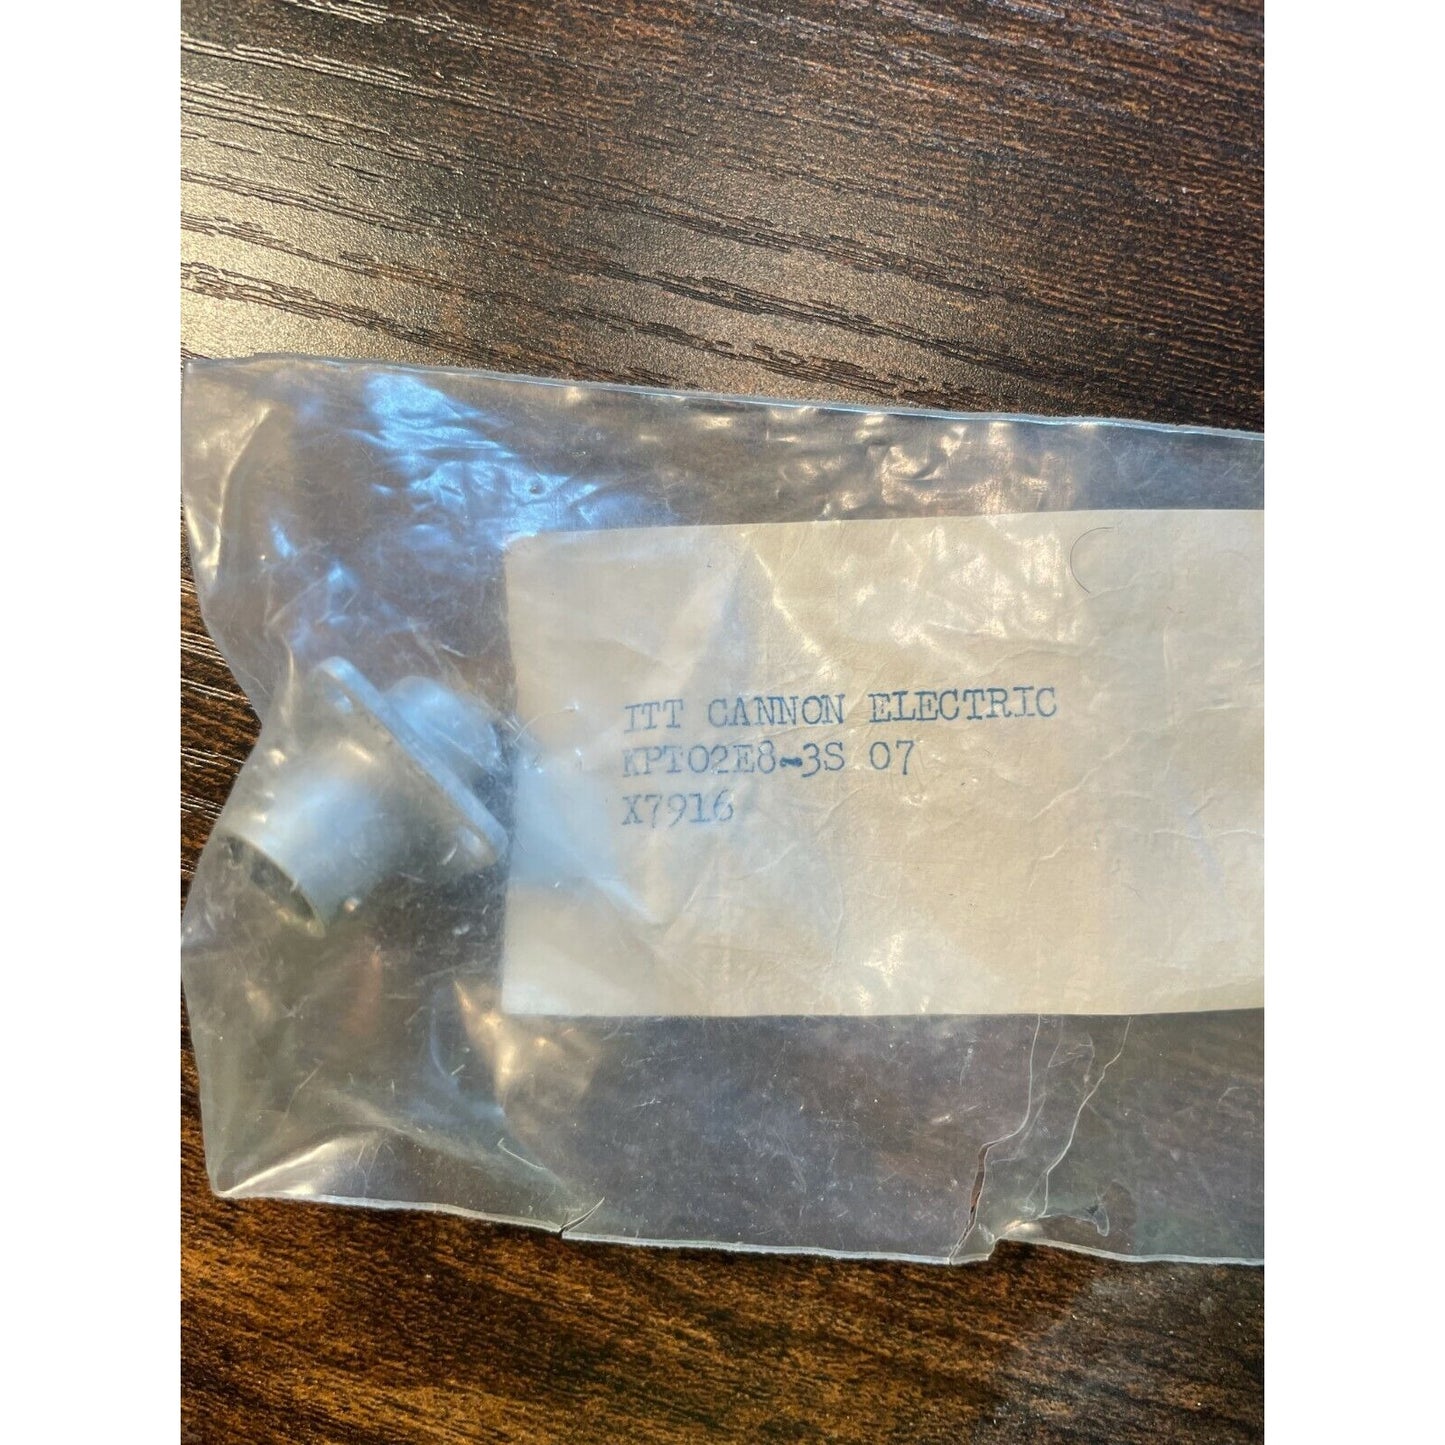 ITT CANNON ELECTRIC
KPT02E8-3S 07
X7916